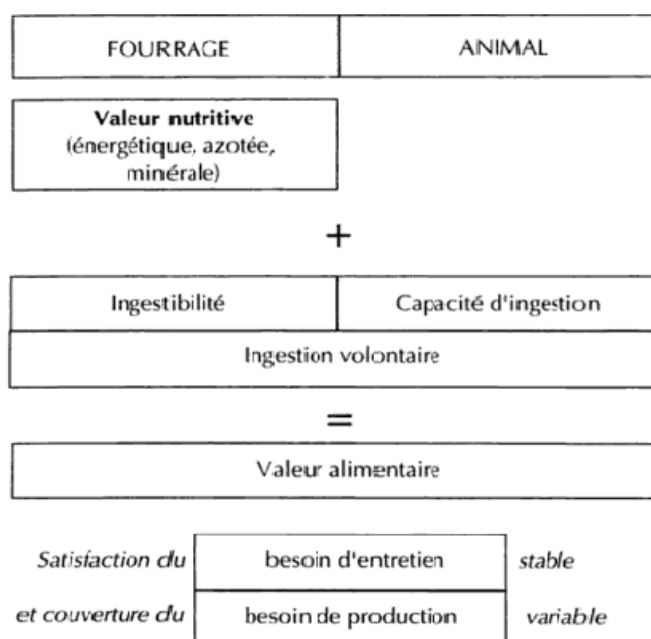 FOURRAGE ANIMAL
Valeur nutritive
(énergétique, azotée,
minérale)
+
Ingestibilité Capacité d'ingestion
Ingestion volontaire
=
Valeur alimentaire
Satisfaction du besoin d'entretien stable
et couverture du besoin de production variable